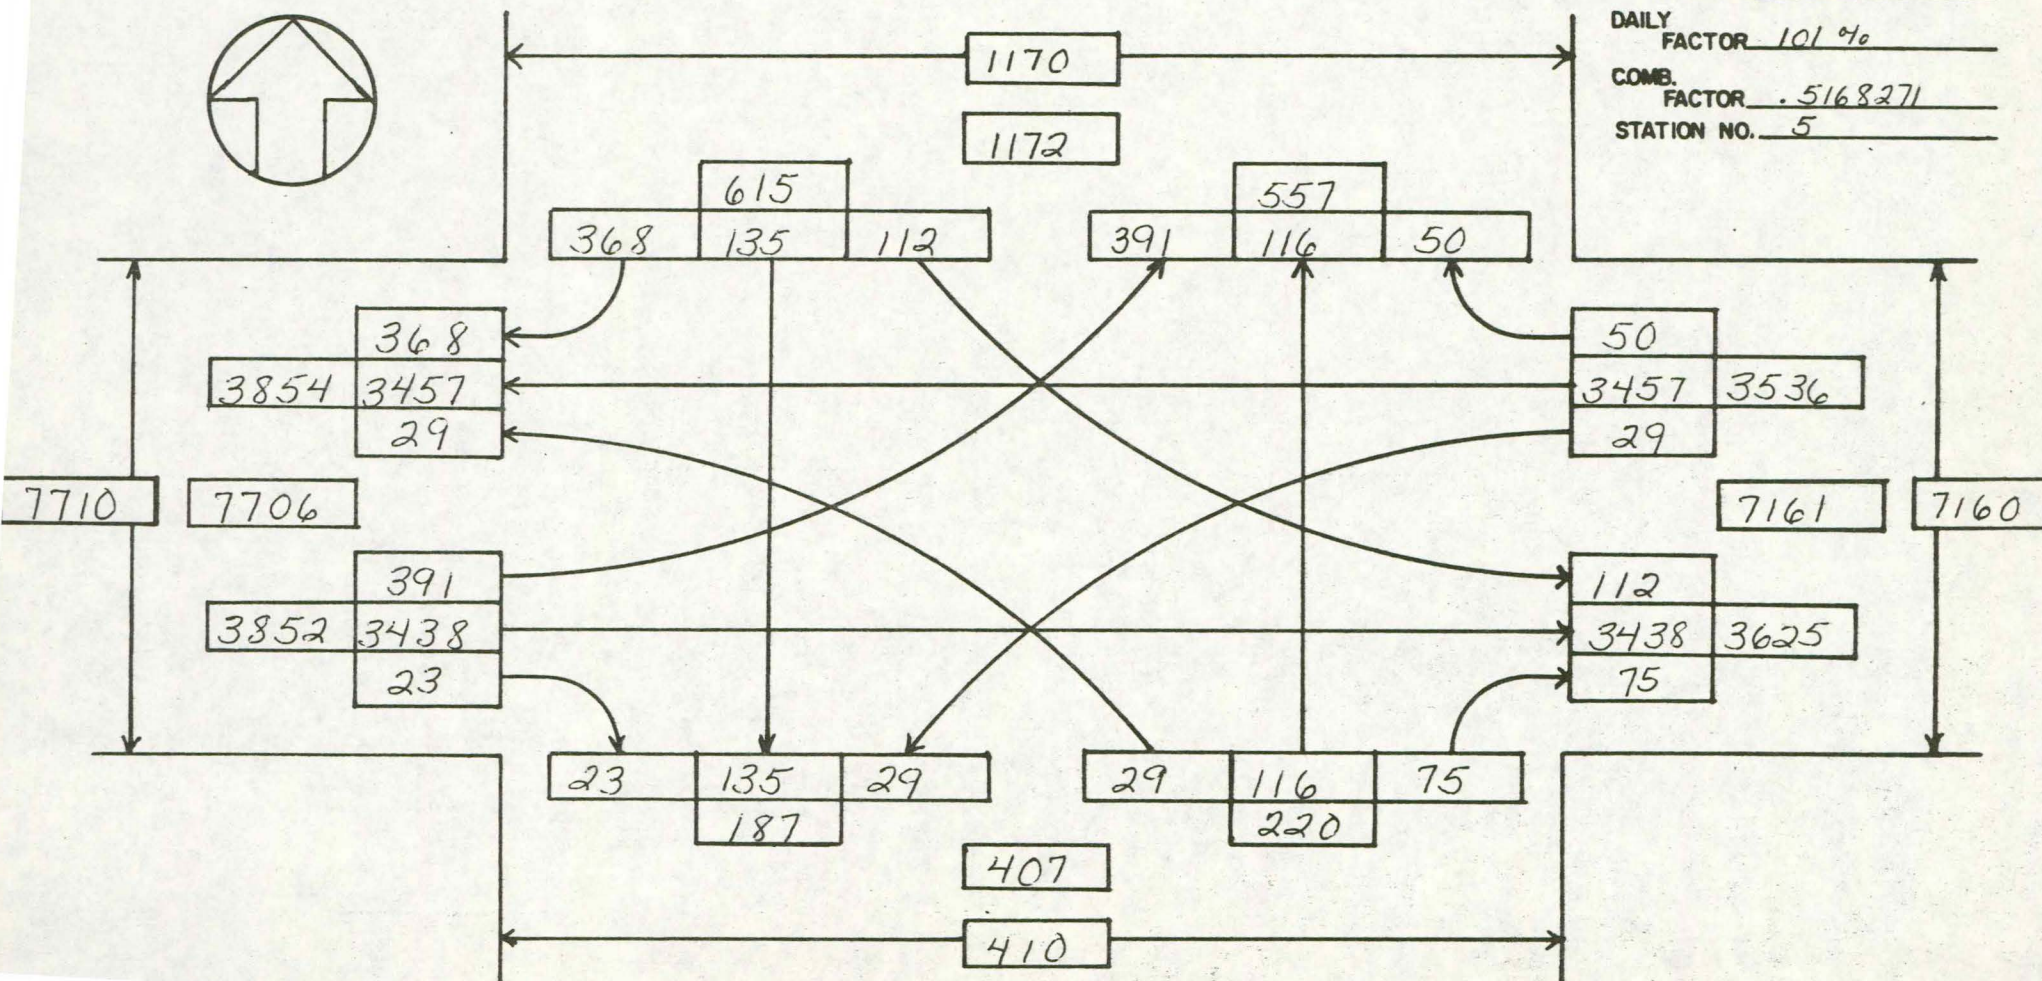 DAILY
FACTOR 101 %
COMB.
FACTOR .5168271
STATION NO. 5
1170
1172
615
368 135 112
557
391 116 50
368
3854 3457
29
50
3457 3536
29
7710 7706
7161 7160
391
3852 3438
23
112
3438 3625
75
23 135 29
187
29 116 75
220
407
410